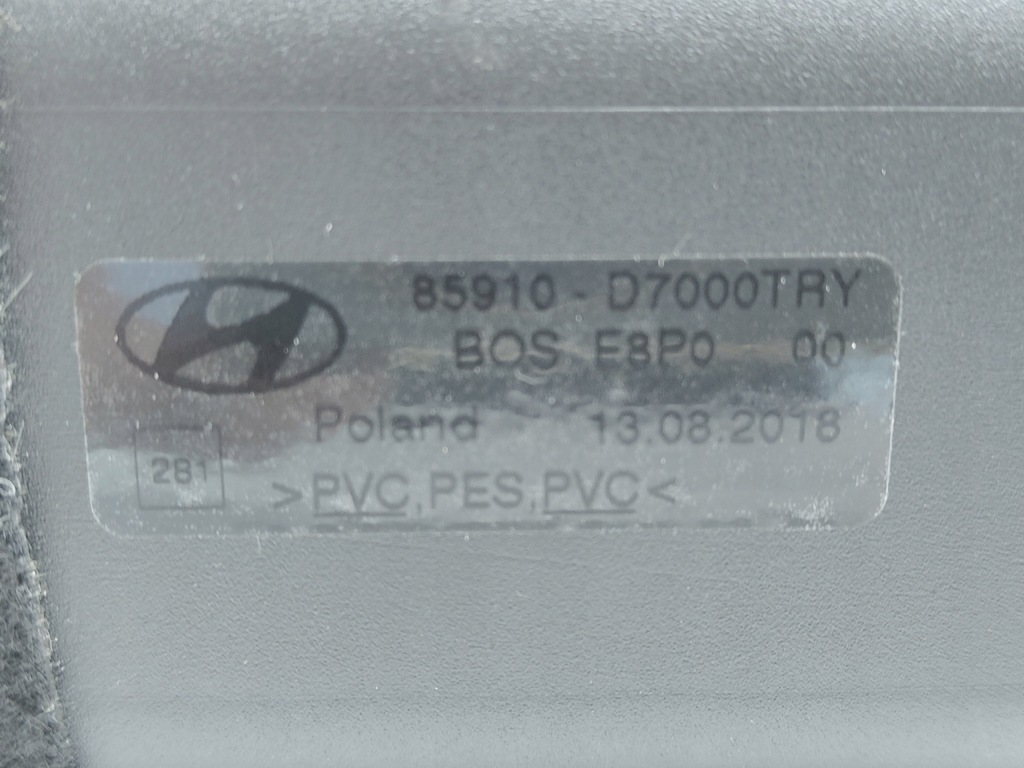 85910 - D7000TRY
BOS E8P0 00
Poland 13.08.2018
281
>PVC,PES,PVC<